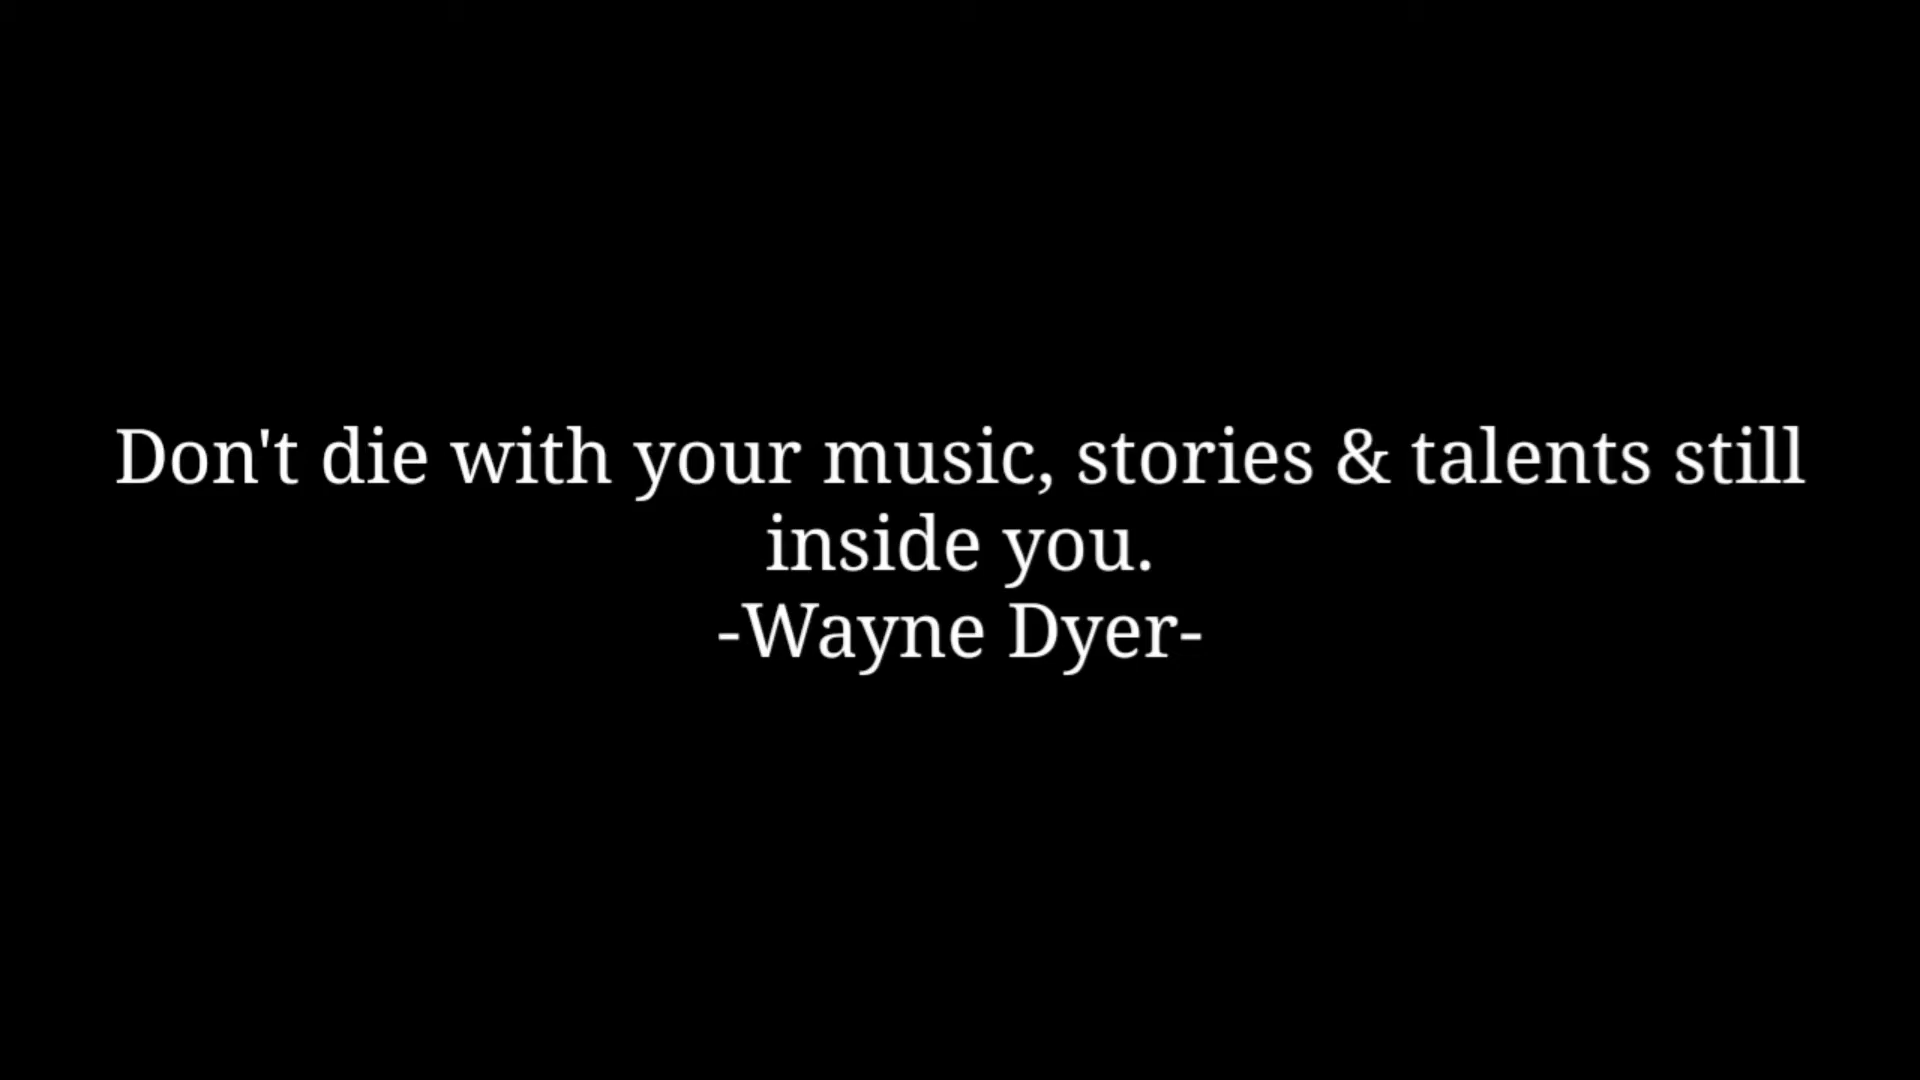 Don't die with your music, stories & talents still
inside you.
-Wayne Dyer-